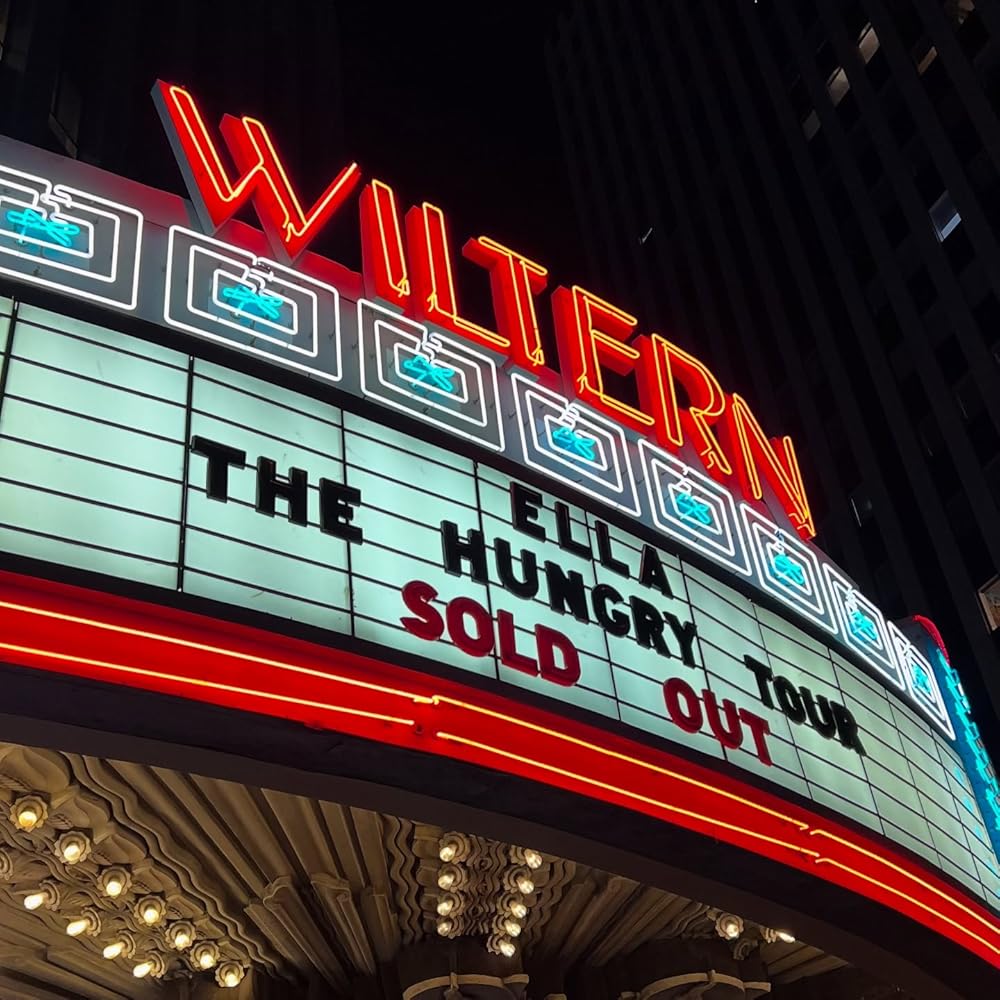 WILTERN
ELLA
THE HUNGRY TOUR
SOLD OUT